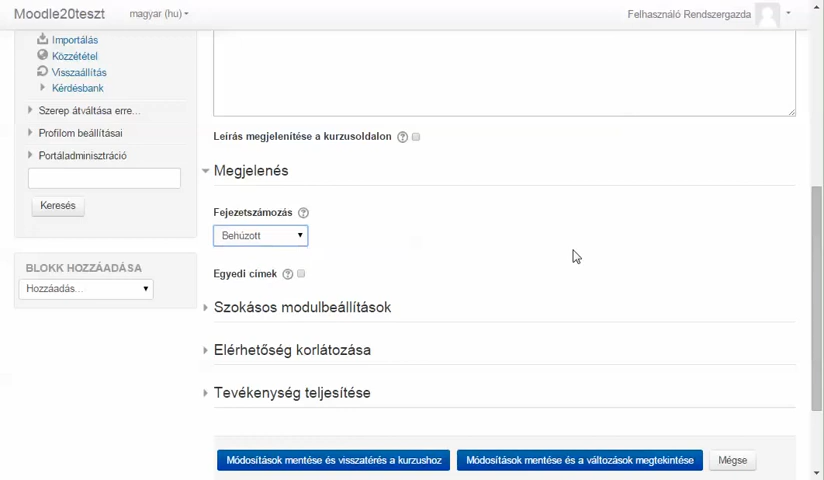 Moodle20teszt
magyar (hu)
Felhasználó Rendszergazda
Importálás
Közzététel
Visszaállítás
Kérdésbank
Szerep átváltása erre...
Profilom beállításai
Portáladminisztráció
Keresés
BLOKK HOZZÁADÁSA
Hozzáadás...
Leírás megjelenítése a kurzusoldalon
Megjelenés
Fejezetszámozás
Behúzott
Egyedi címek
Szokásos modulbeállítások
Elérhetőség korlátozása
Tevékenység teljesítése
Módosítások mentése és visszatérés a kurzushoz
Módosítások mentése és a változások megtekintése
Mégse